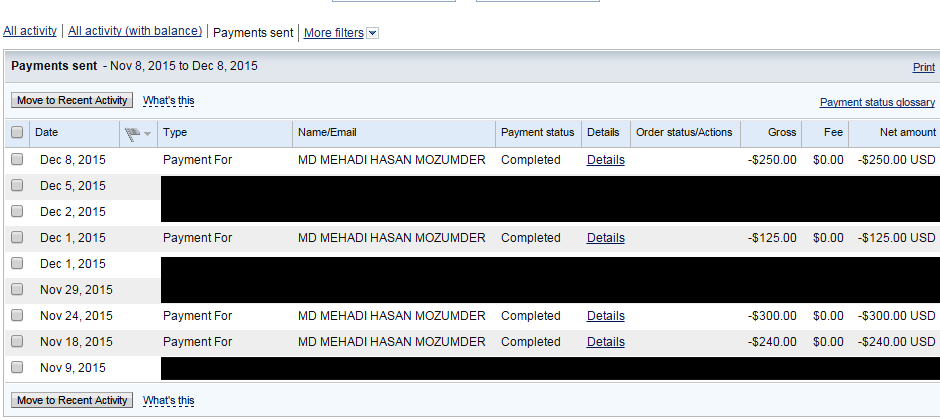 All activity | All activity (with balance) | Payments sent | More filters
Payments sent - Nov 8, 2015 to Dec 8, 2015 Print
Move to Recent Activity What's this Payment status glossary
Date Type Name/Email Payment status Details Order status/Actions Gross Fee Net amount
Dec 8, 2015 Payment For MD MEHADI HASAN MOZUMDER Completed Details -$250.00 $0.00 -$250.00 USD
Dec 5, 2015
Dec 2, 2015
Dec 1, 2015 Payment For MD MEHADI HASAN MOZUMDER Completed Details -$125.00 $0.00 -$125.00 USD
Dec 1, 2015
Nov 29, 2015
Nov 24, 2015 Payment For MD MEHADI HASAN MOZUMDER Completed Details -$300.00 $0.00 -$300.00 USD
Nov 18, 2015 Payment For MD MEHADI HASAN MOZUMDER Completed Details -$240.00 $0.00 -$240.00 USD
Nov 9, 2015
Move to Recent Activity What's this